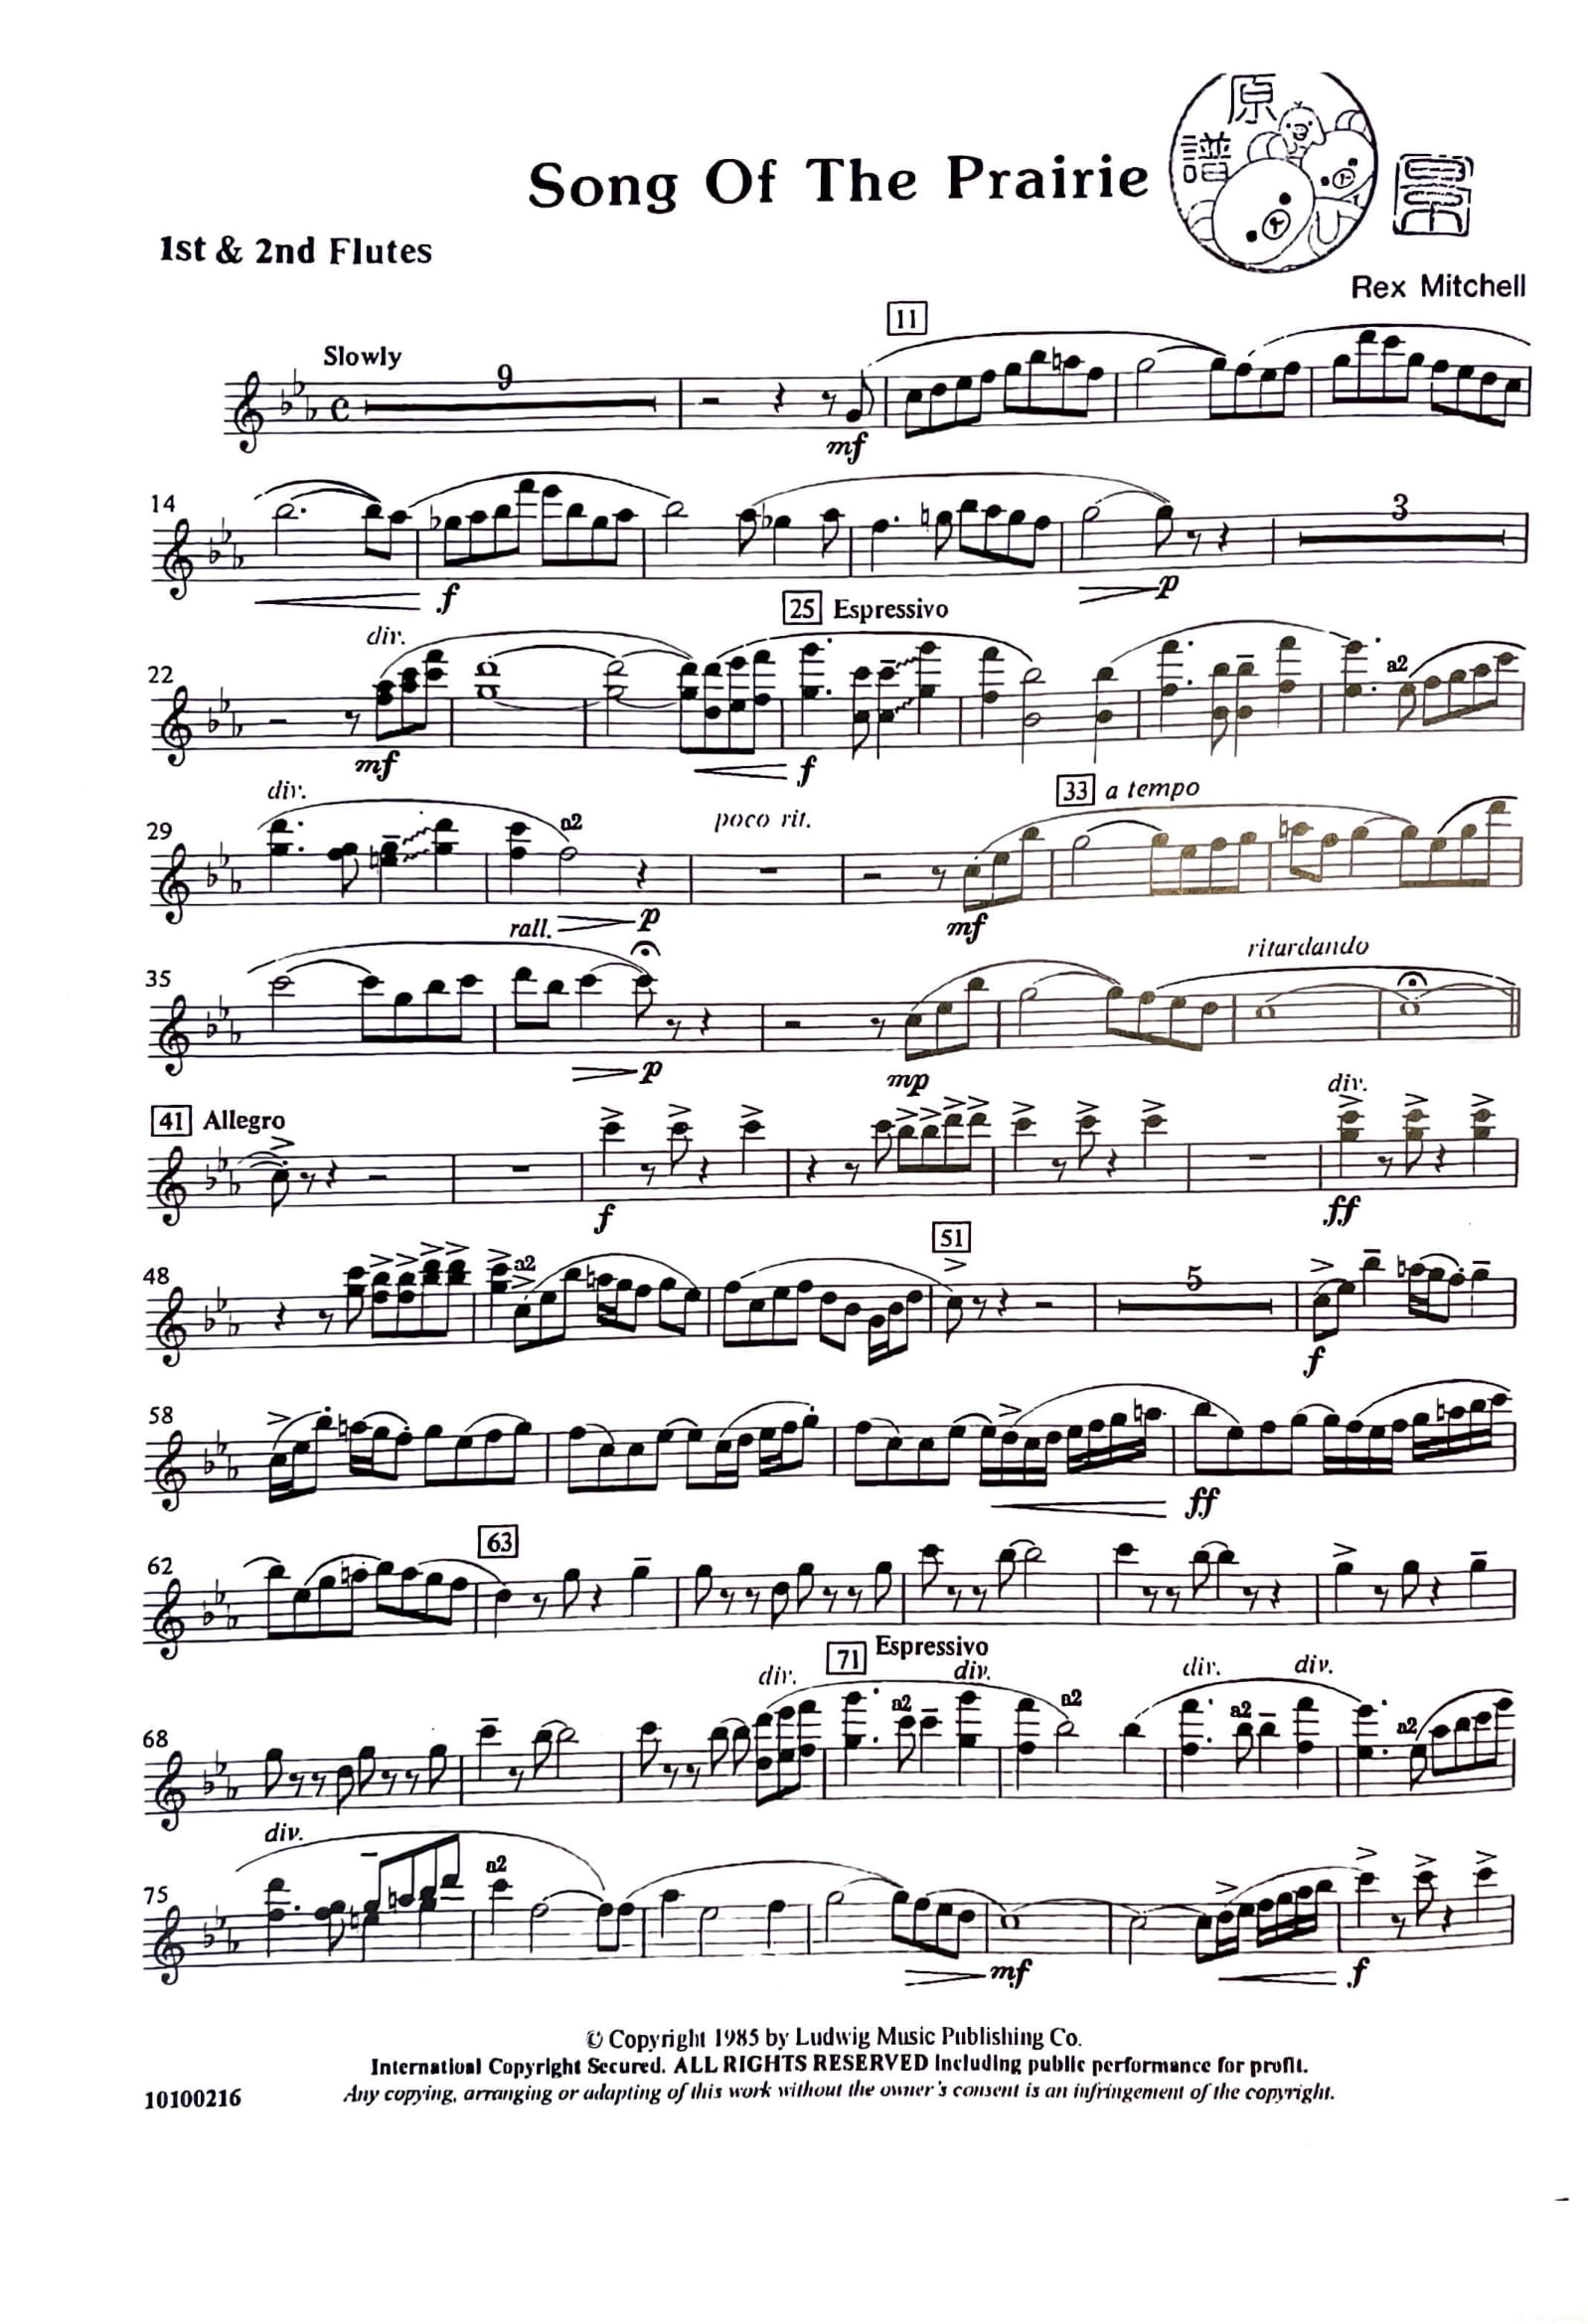 原
譜
Song Of The Prairie
1st & 2nd Flutes
Rex Mitchell
11
Slowly
9
mf
14
3
f
p
25 Espressivo
div.
22
mf
f
div.
33 a tempo
poco rit.
29
a2
rall.
p
mf
ritardando
35
p
mp
41 Allegro
div.
f
ff
51
48
a2
5
f
58
ff
63
62
71 Espressivo
div.
div.
div.
div.
68
a2
a2
a2
a2
div.
75
a2
mf
f
© Copyright 1985 by Ludwig Music Publishing Co.
International Copyright Secured. ALL RIGHTS RESERVED Including public performance for profit.
10100216
Any copying, arranging or adapting of this work without the owner's consent is an infringement of the copyright.